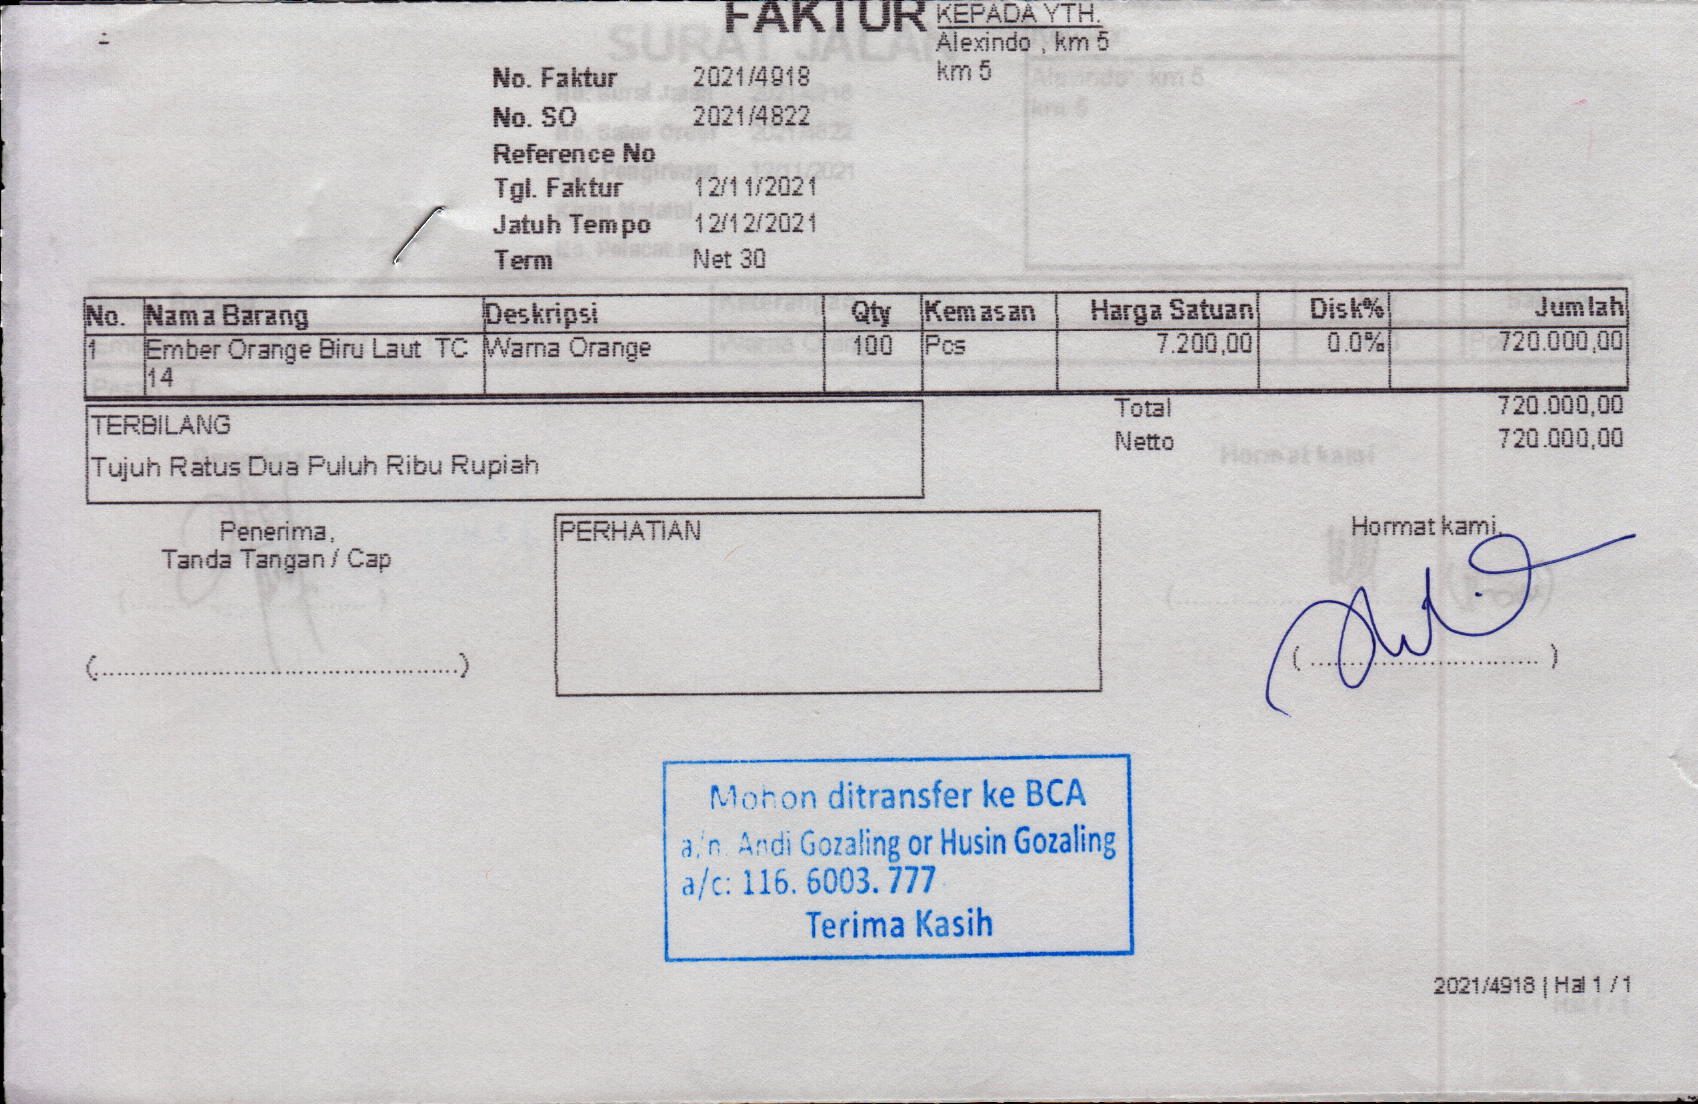 FAKTUR
KEPADA YTH.
Alexindo , km 5
km 5
No. Faktur 2021/4918
No. SO 2021/4822
Reference No
Tgl. Faktur 12/11/2021
Jatuh Tempo 12/12/2021
Term Net 30
No. Nama Barang Deskripsi Qty Kemasan Harga Satuan Disk% Jumlah
1 Ember Orange Biru Laut TC Warna Orange 100 Pcs 7.200,00 0.0% 720.000,00
14
Total 720.000,00
Netto 720.000,00
TERBILANG
Tujuh Ratus Dua Puluh Ribu Rupiah
Penerima,
Tanda Tangan / Cap
(................................................)
PERHATIAN
Hormat kami,
( .............................. )
Mohon ditransfer ke BCA
a/n. Andi Gozaling or Husin Gozaling
a/c: 116. 6003. 777
Terima Kasih
2021/4918 | Hal 1 / 1